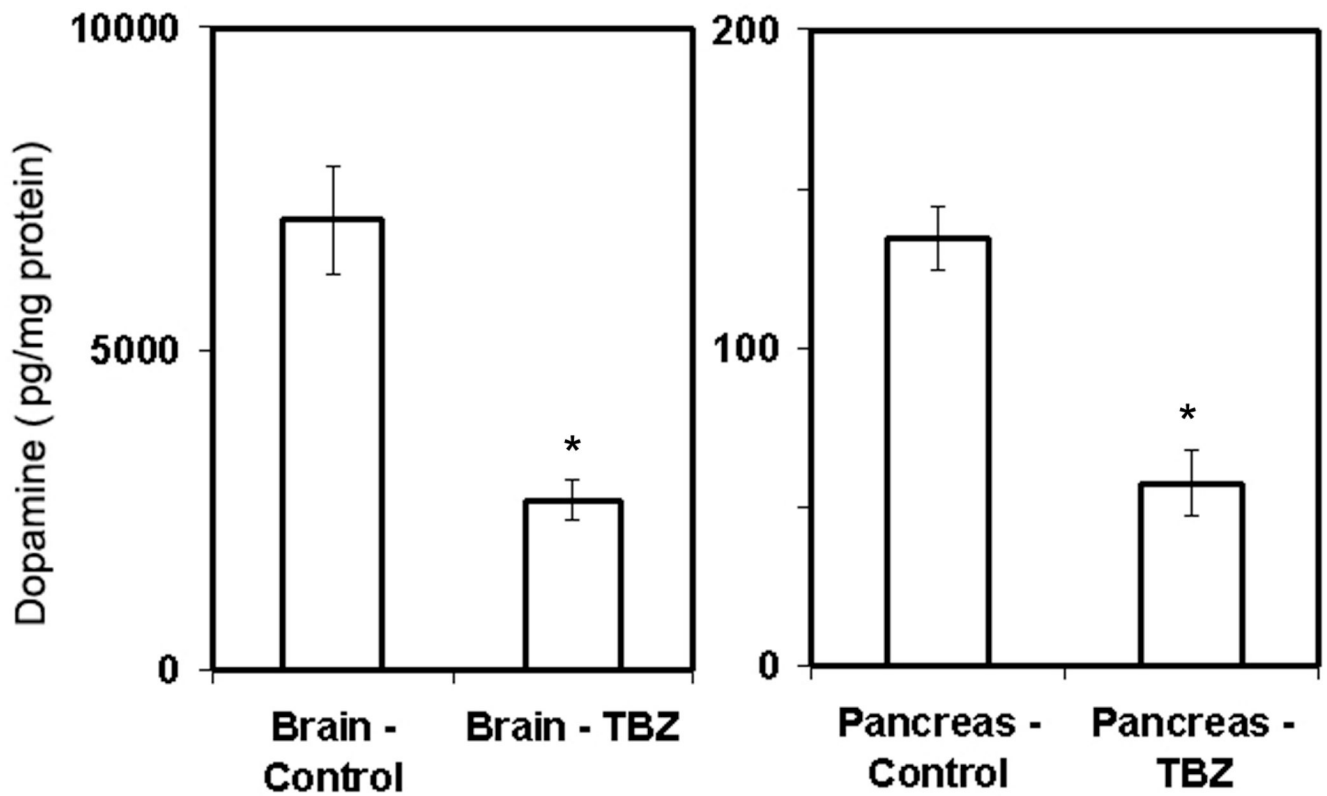 Dopamine ( pg/mg protein)
10000
5000
0
*
Brain -
Control
Brain - TBZ
200
100
0
*
Pancreas -
Control
Pancreas -
TBZ